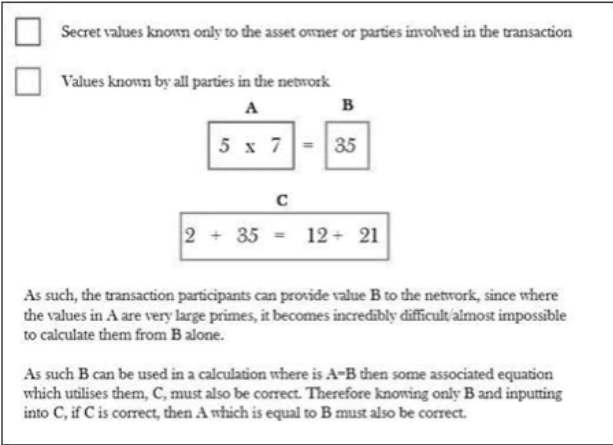 Secret values known only to the asset owner or parties involved in the transaction
Values known by all parties in the network
A B
5 x 7 = 35
C
2 + 35 = 12+ 21
As such, the transaction participants can provide value B to the network, since where
the values in A are very large primes, it becomes incredibly difficult/almost impossible
to calculate them from B alone.
As such B can be used in a calculation where is A=B then some associated equation
which utilises them, C, must also be correct. Therefore knowing only B and inputting
into C, if C is correct, then A which is equal to B must also be correct.